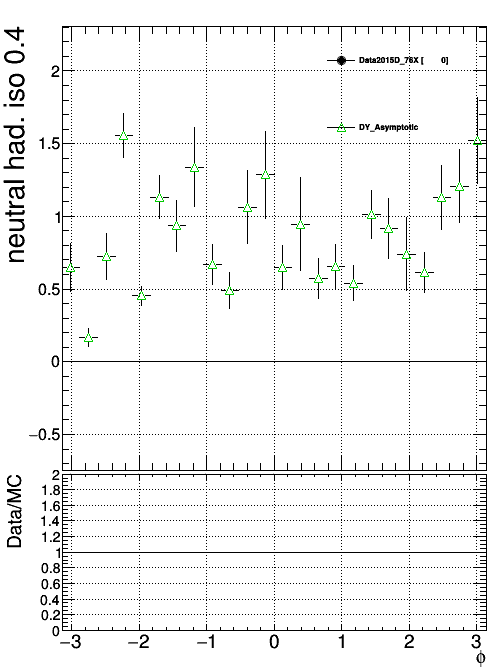 neutral had. iso 0.4
2
1.5
1
0.5
0
−0.5
Data2015D_76X [ 0]
DY_Asymptotic
Data/MC
2
1.8
1.6
1.4
1.2
1
0.8
0.6
0.4
0.2
0
−3 −2 −1 0 1 2 3
ϕ